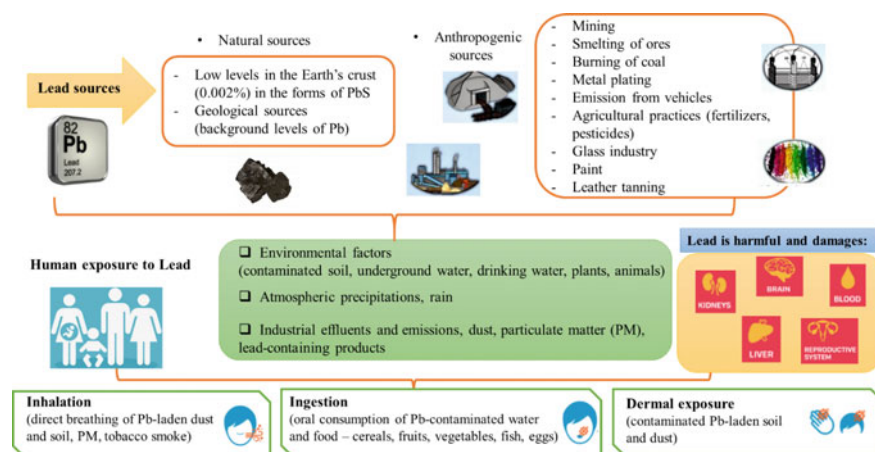 • Natural sources
Lead sources
- Low levels in the Earth's crust
(0.002%) in the forms of PbS
- Geological sources
(background levels of Pb)
82
Pb
Lead
207.2
• Anthropogenic
sources
- Mining
- Smelting of ores
- Burning of coal
- Metal plating
- Emission from vehicles
- Agricultural practices (fertilizers,
pesticides)
- Glass industry
- Paint
- Leather tanning
Human exposure to Lead
❑ Environmental factors
(contaminated soil, underground water, drinking water, plants, animals)
❑ Atmospheric precipitations, rain
❑ Industrial effluents and emissions, dust, particulate matter (PM),
lead-containing products
Lead is harmful and damages:
KIDNEYS
BRAIN
BLOOD
LIVER
REPRODUCTIVE
SYSTEM
Inhalation
(direct breathing of Pb-laden dust
and soil, PM, tobacco smoke)
Ingestion
(oral consumption of Pb-contaminated water
and food – cereals, fruits, vegetables, fish, eggs)
Dermal exposure
(contaminated Pb-laden soil
and dust)